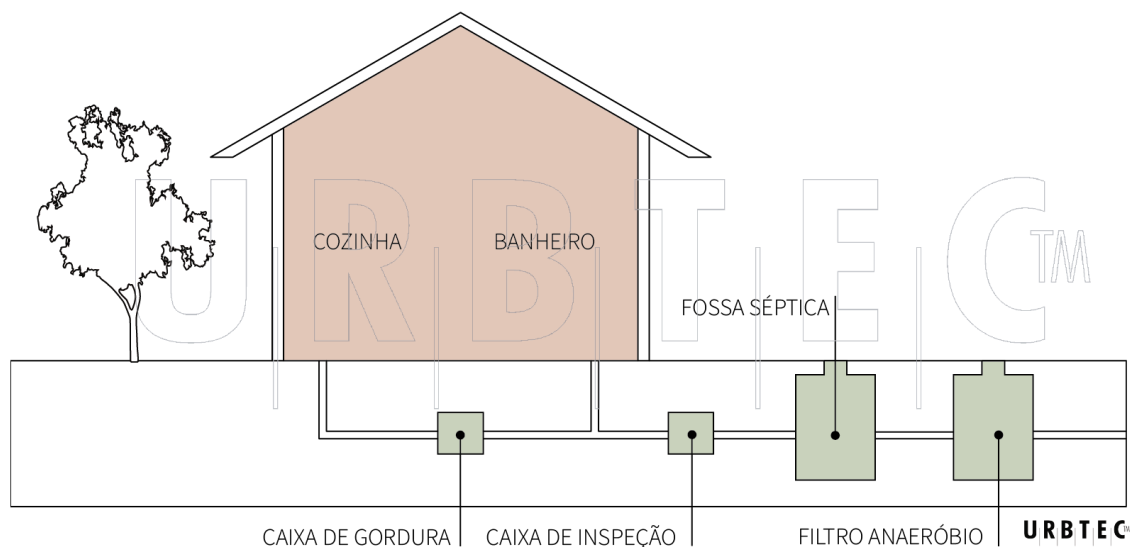 URBTEC™
COZINHA
BANHEIRO
FOSSA SÉPTICA
CAIXA DE GORDURA
CAIXA DE INSPEÇÃO
FILTRO ANAERÓBIO
URBTEC™